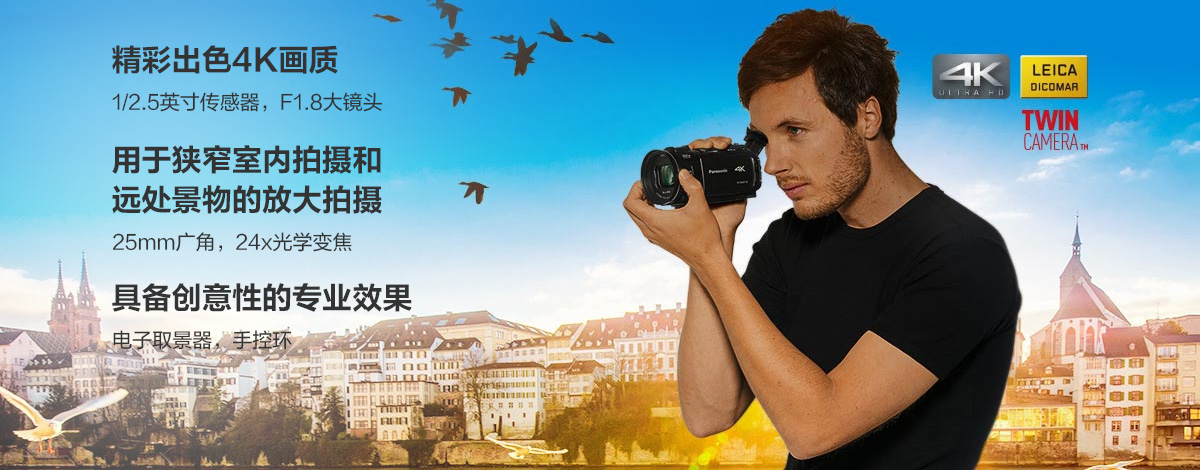 精彩出色4K画质
1/2.5英寸传感器，F1.8大镜头
用于狭窄室内拍摄和
远处景物的放大拍摄
25mm广角，24x光学变焦
具备创意性的专业效果
电子取景器，手控环
Panasonic
4K
4K
ULTRA HD
LEICA
DICOMAR
TWIN
CAMERA TM